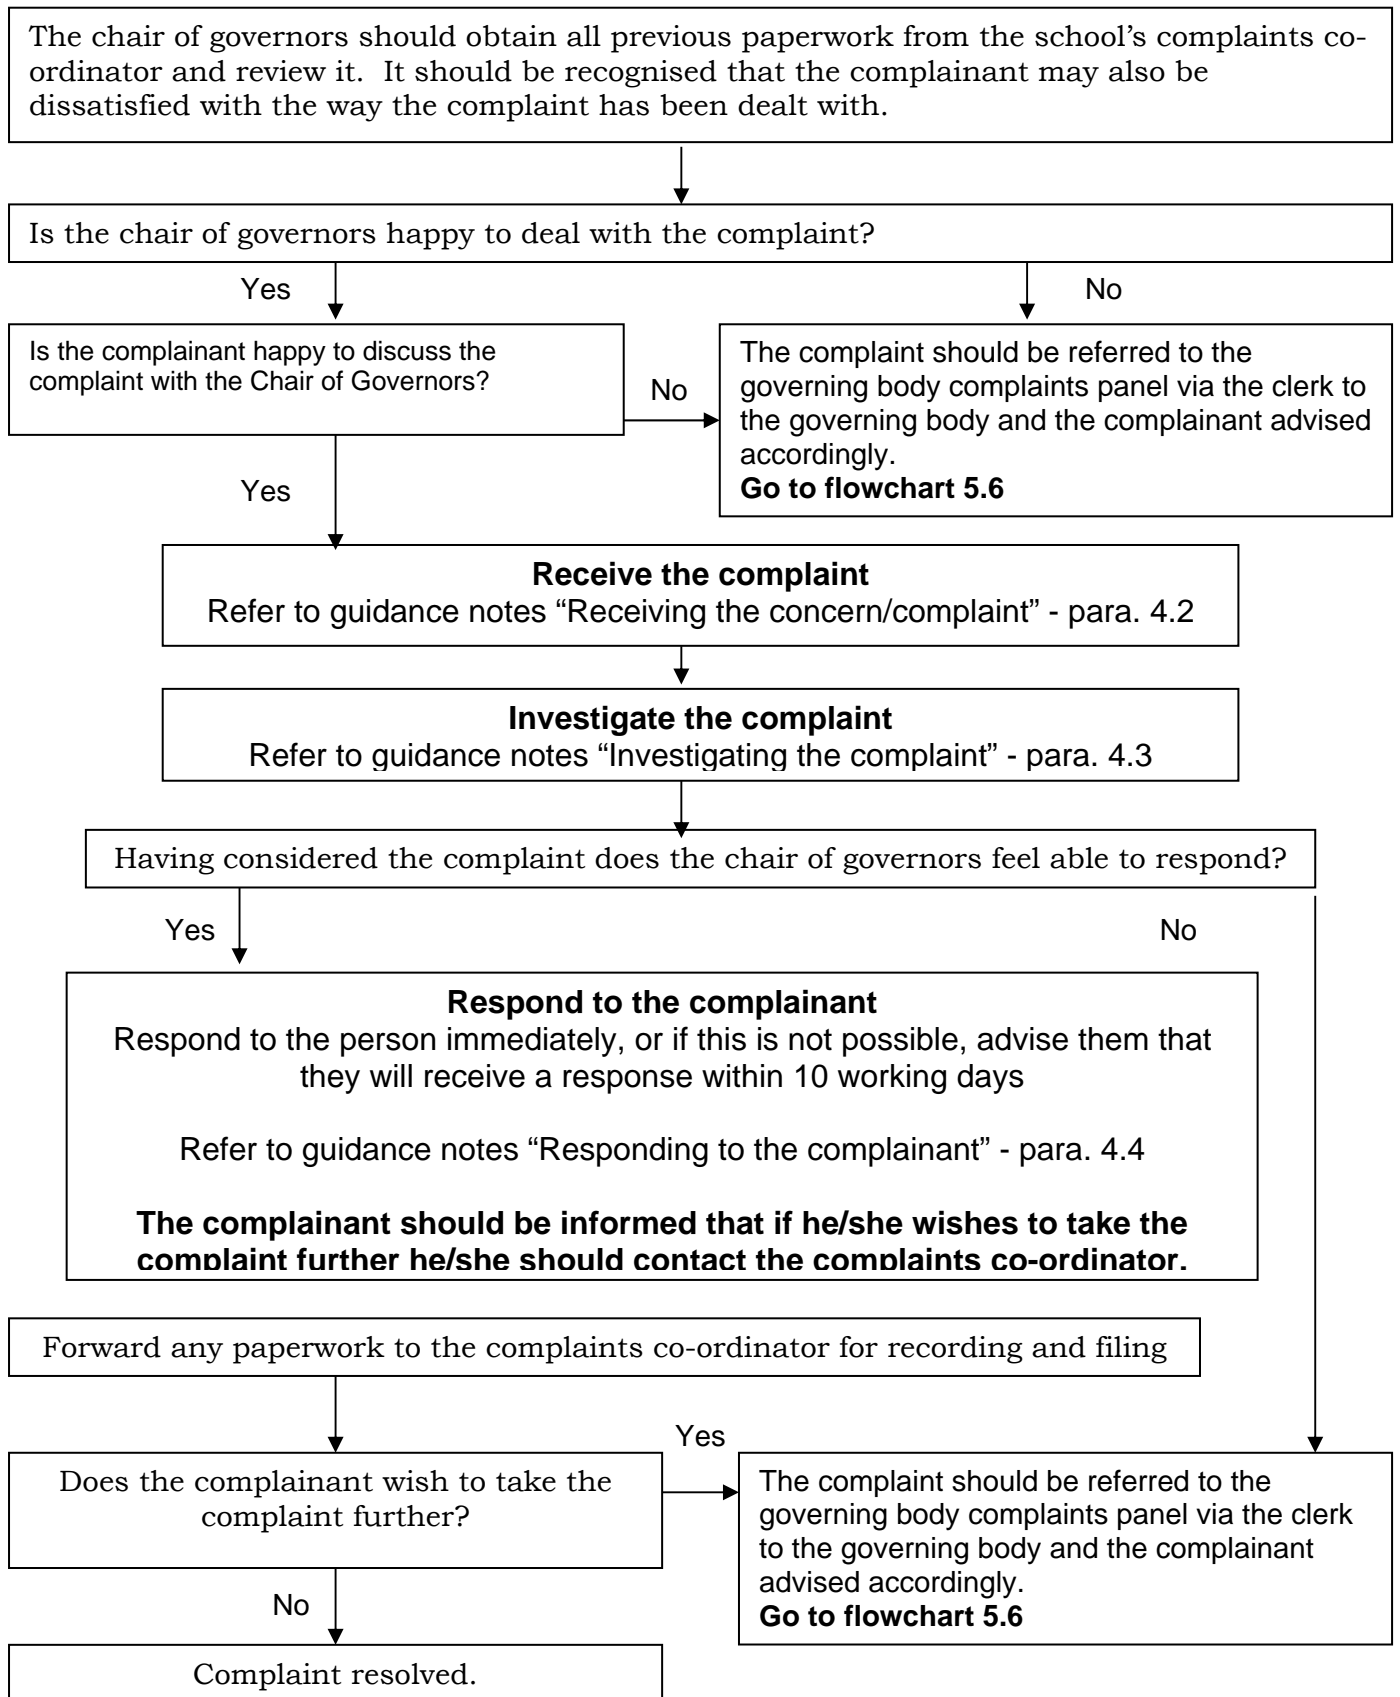 The chair of governors should obtain all previous paperwork from the school’s complaints co-
ordinator and review it.  It should be recognised that the complainant may also be
dissatisfied with the way the complaint has been dealt with.
Is the chair of governors happy to deal with the complaint?
Yes
No
Is the complainant happy to discuss the
complaint with the Chair of Governors?
No
The complaint should be referred to the
governing body complaints panel via the clerk to
the governing body and the complainant advised
accordingly.
Go to flowchart 5.6
Yes
Receive the complaint
Refer to guidance notes “Receiving the concern/complaint” - para. 4.2
Investigate the complaint
Refer to guidance notes “Investigating the complaint” - para. 4.3
Having considered the complaint does the chair of governors feel able to respond?
Yes
No
Respond to the complainant
Respond to the person immediately, or if this is not possible, advise them that
they will receive a response within 10 working days
Refer to guidance notes “Responding to the complainant” - para. 4.4
The complainant should be informed that if he/she wishes to take the
complaint further he/she should contact the complaints co-ordinator.
Forward any paperwork to the complaints co-ordinator for recording and filing
Yes
Does the complainant wish to take the
complaint further?
The complaint should be referred to the
governing body complaints panel via the clerk
to the governing body and the complainant
advised accordingly.
Go to flowchart 5.6
No
Complaint resolved.